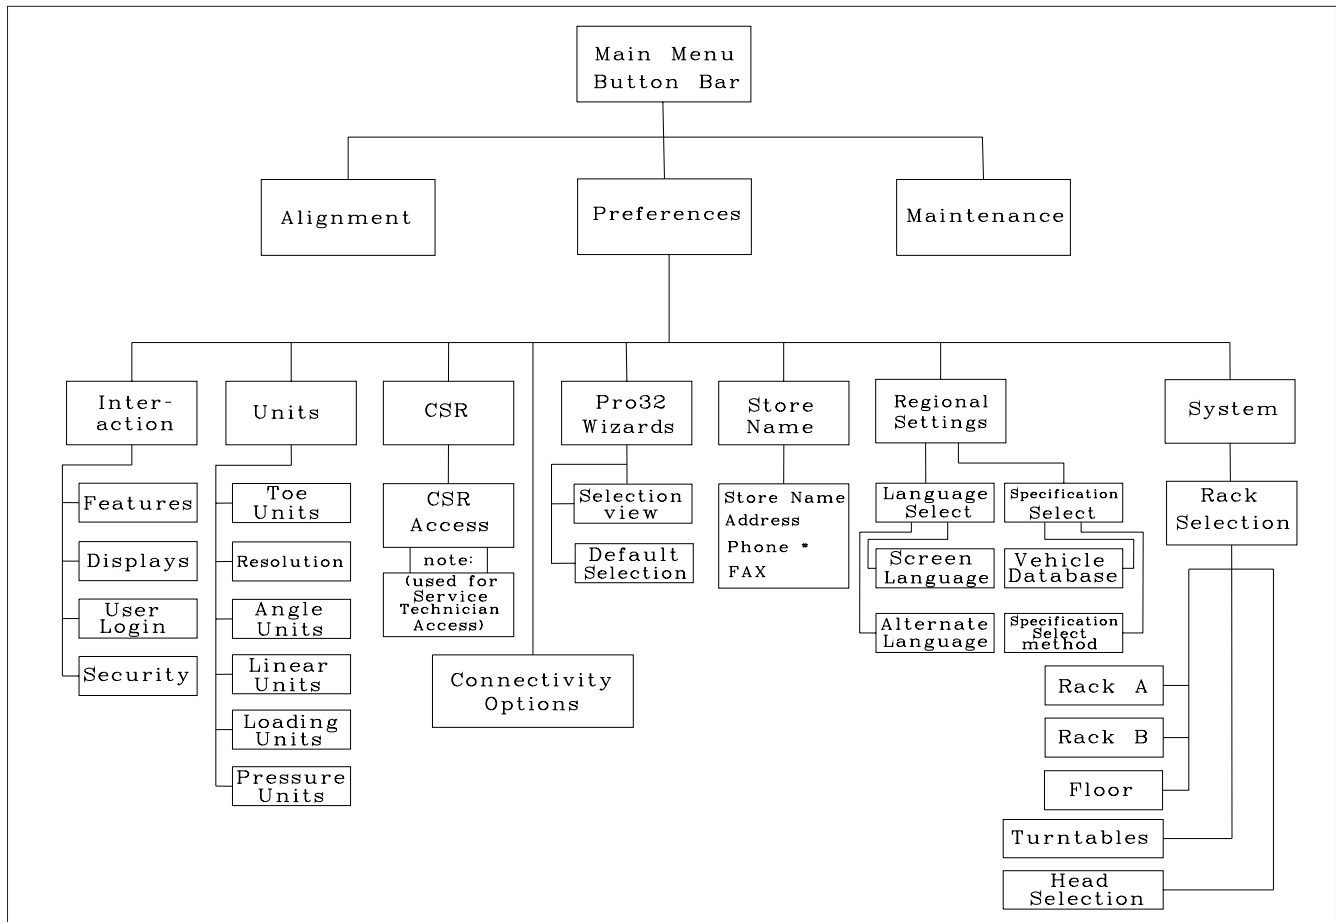 Main Menu
Button Bar
Alignment
Preferences
Maintenance
Inter-
action
Features
Displays
User
Login
Security
Units
Toe
Units
Resolution
Angle
Units
Linear
Units
Loading
Units
Pressure
Units
CSR
CSR
Access
note:
(used for
Service
Technician
Access)
Connectivity
Options
Pro32
Wizards
Selection
view
Default
Selection
Store
Name
Store Name
Address
Phone *
FAX
Regional
Settings
Language
Select
Screen
Language
Alternate
Language
Specification
Select
Vehicle
Database
Specification
Select
method
System
Rack
Selection
Rack A
Rack B
Floor
Turntables
Head
Selection